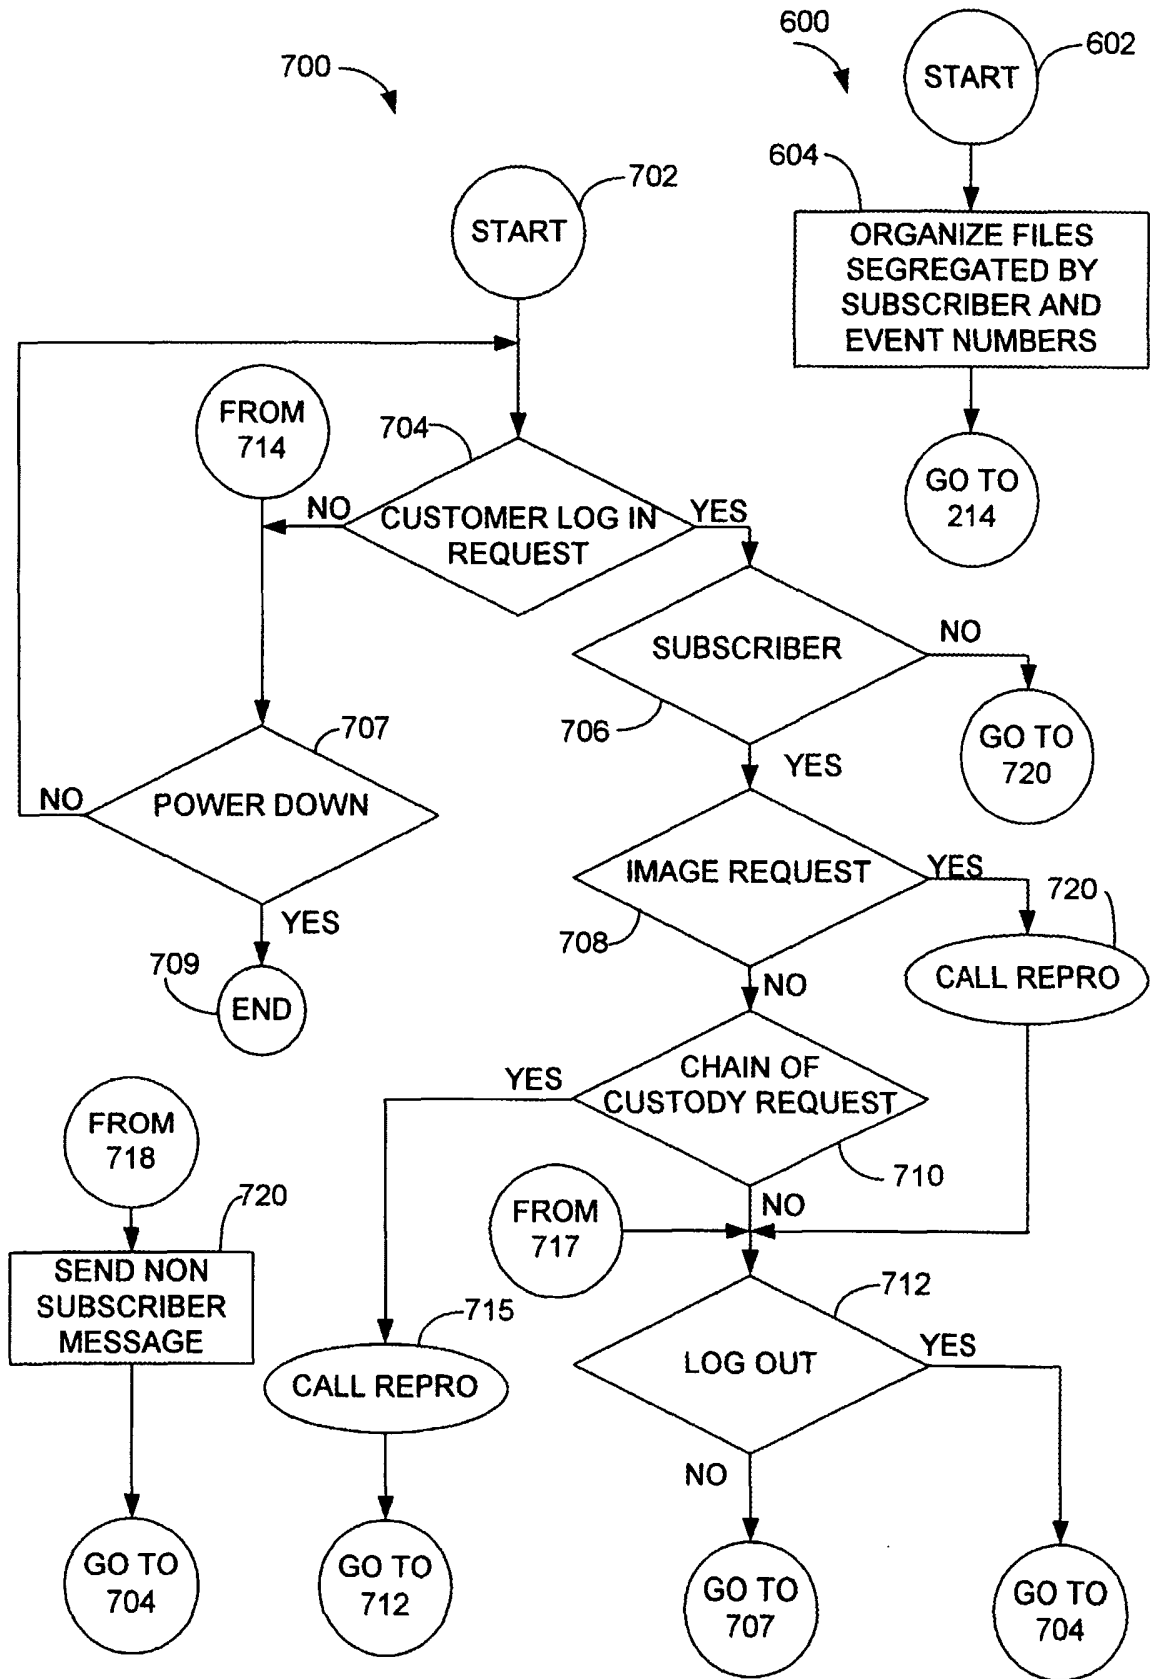 700
600
START
602
604
ORGANIZE FILES
SEGREGATED BY
SUBSCRIBER AND
EVENT NUMBERS
GO TO
214
702
START
FROM
714
704
CUSTOMER LOG IN
REQUEST
NO
YES
SUBSCRIBER
706
NO
GO TO
720
YES
707
POWER DOWN
NO
YES
709
END
IMAGE REQUEST
708
YES
720
CALL REPRO
NO
CHAIN OF
CUSTODY REQUEST
710
YES
NO
FROM
717
FROM
718
720
SEND NON
SUBSCRIBER
MESSAGE
GO TO
704
715
CALL REPRO
GO TO
712
712
LOG OUT
YES
NO
GO TO
707
GO TO
704